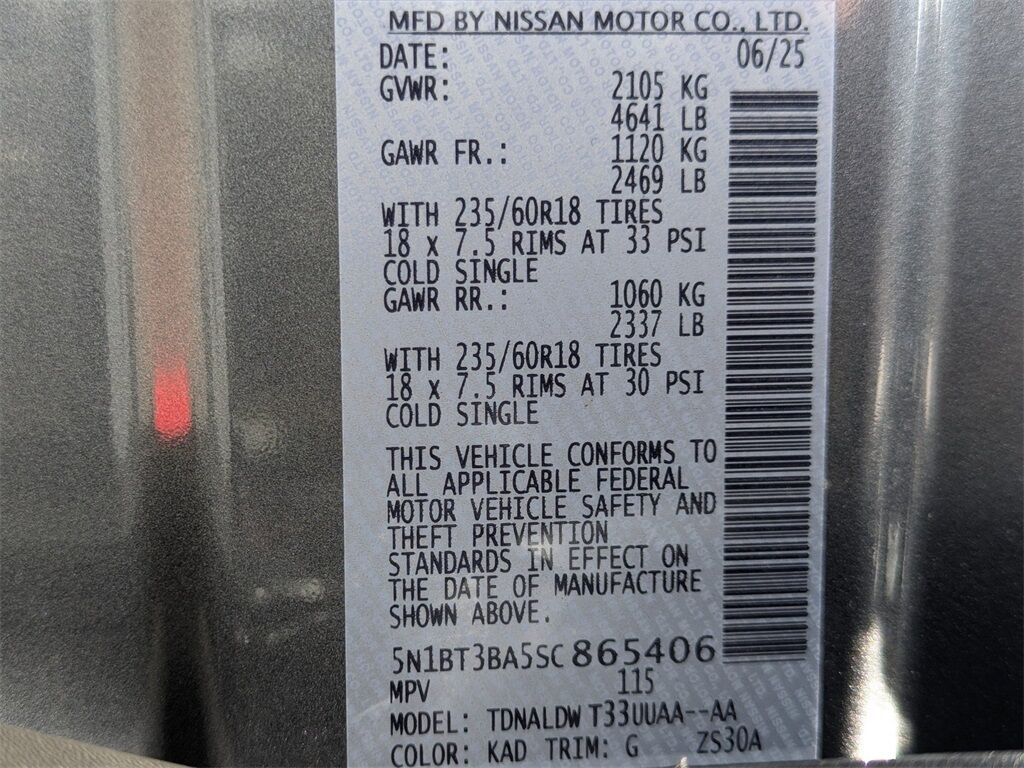 MFD BY NISSAN MOTOR CO., LTD.
DATE: 06/25
GVWR: 2105 KG
4641 LB
GAWR FR.: 1120 KG
2469 LB
WITH 235/60R18 TIRES
18 x 7.5 RIMS AT 33 PSI
COLD SINGLE
GAWR RR.: 1060 KG
2337 LB
WITH 235/60R18 TIRES
18 x 7.5 RIMS AT 30 PSI
COLD SINGLE
THIS VEHICLE CONFORMS TO
ALL APPLICABLE FEDERAL
MOTOR VEHICLE SAFETY AND
THEFT PREVENTION
STANDARDS IN EFFECT ON
THE DATE OF MANUFACTURE
SHOWN ABOVE.
5N1BT3BA5SC 865406
MPV 115
MODEL: TDNALDW T33UUAA--AA
COLOR: KAD TRIM: G ZS30A